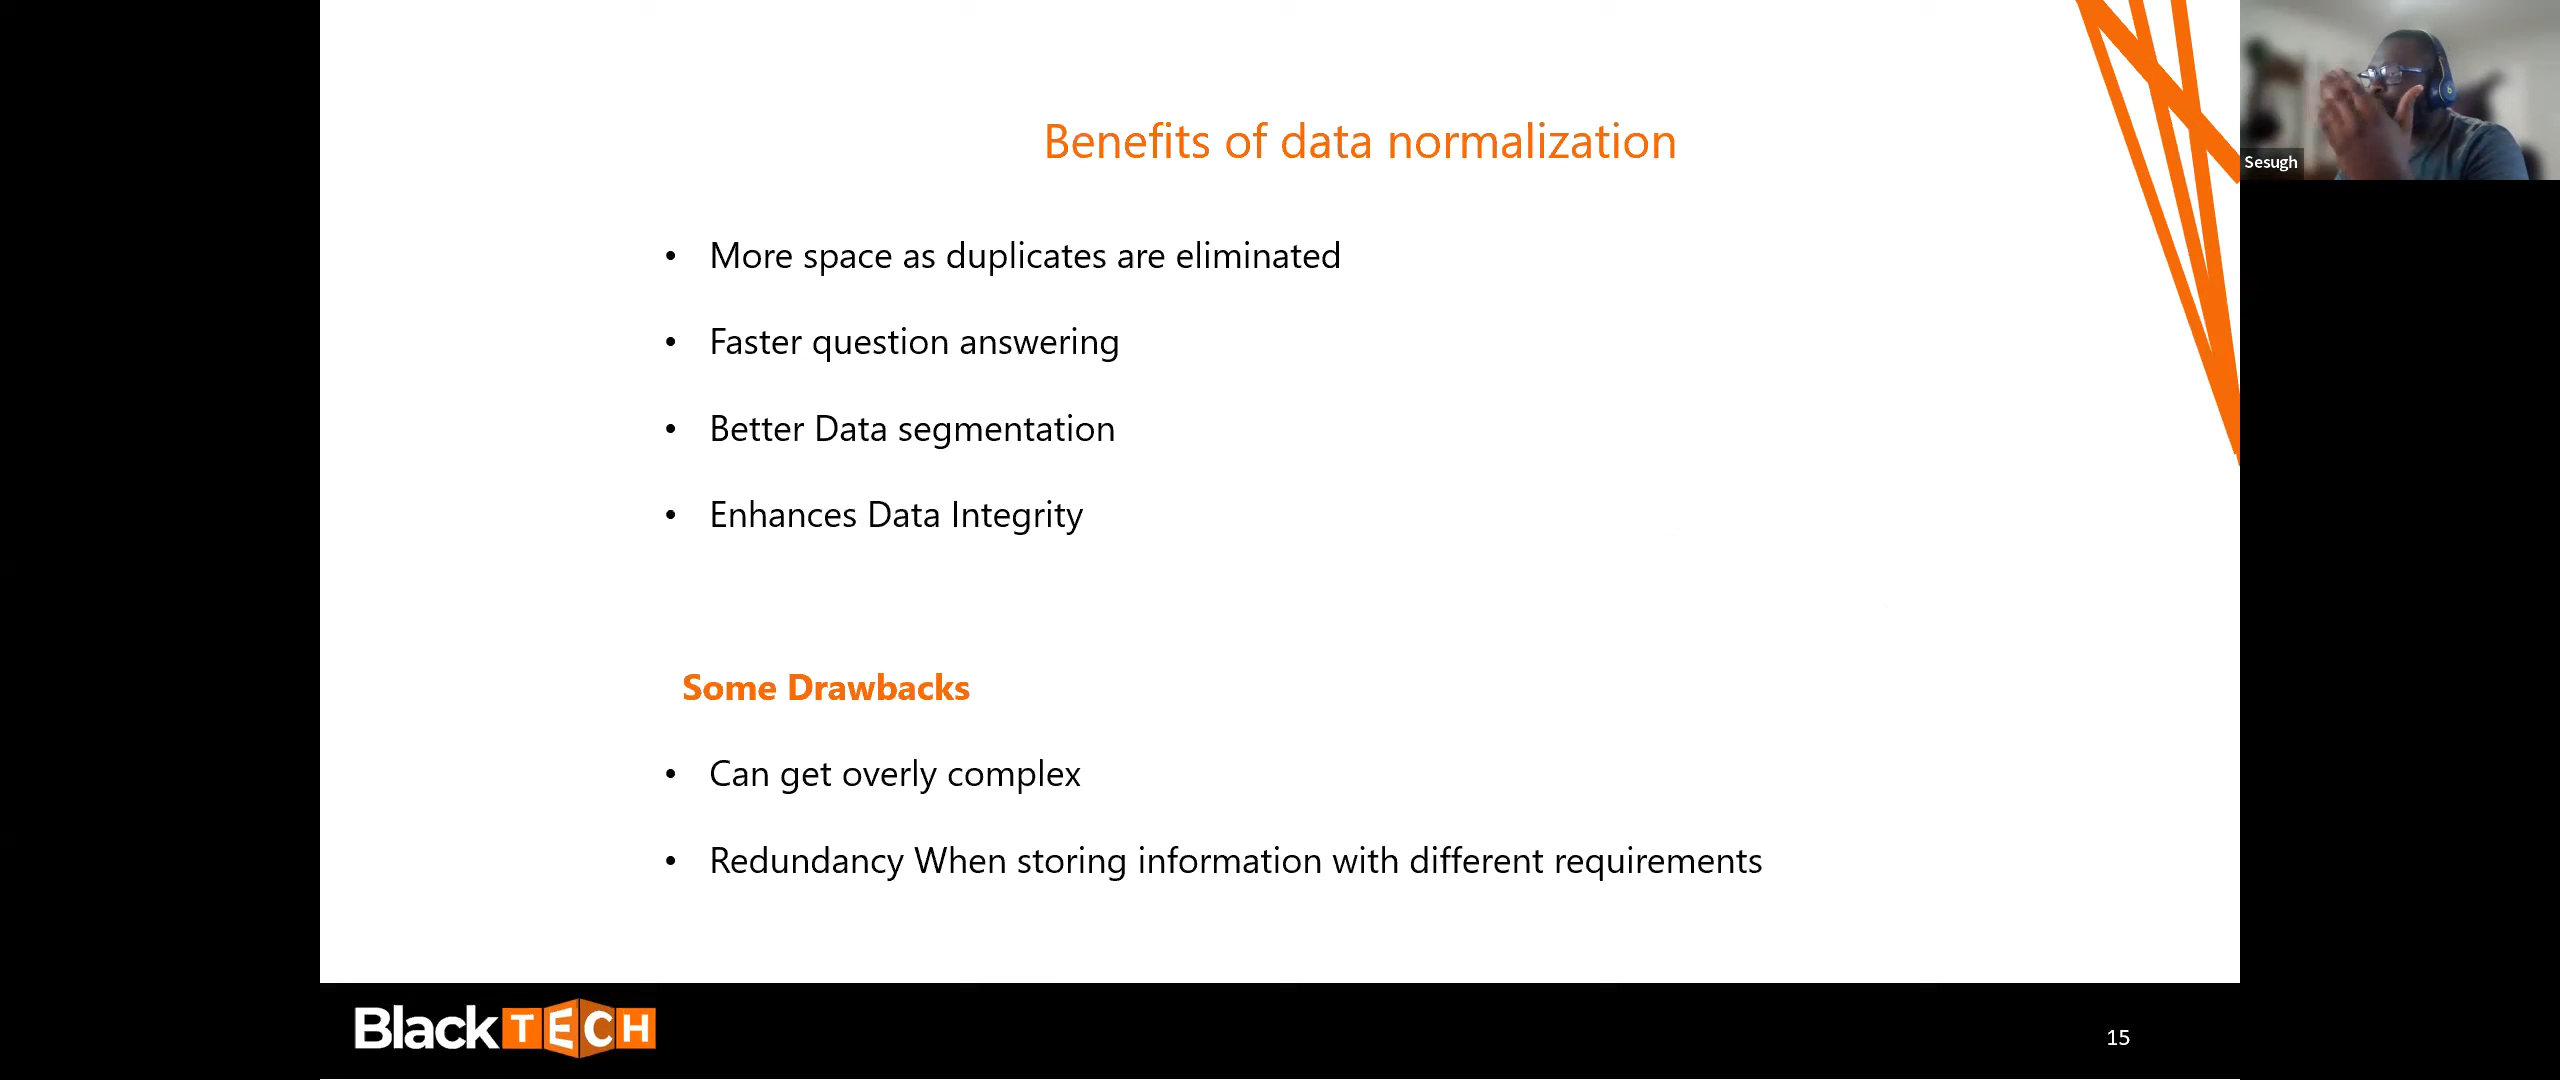 Benefits of data normalization
Sesugh
• More space as duplicates are eliminated
• Faster question answering
• Better Data segmentation
• Enhances Data Integrity
Some Drawbacks
• Can get overly complex
• Redundancy When storing information with different requirements
BlackTECH
15